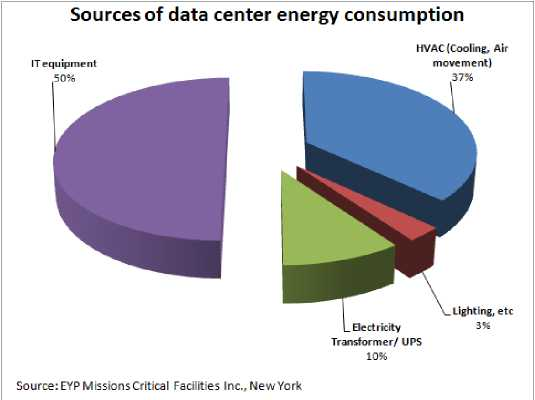 Sources of data center energy consumption
IT equipment
50%
HVAC (Cooling, Air
movement)
37%
Lighting, etc
3%
Electricity
Transformer/ UPS
10%
Source: EYP Missions Critical Facilities Inc., New York